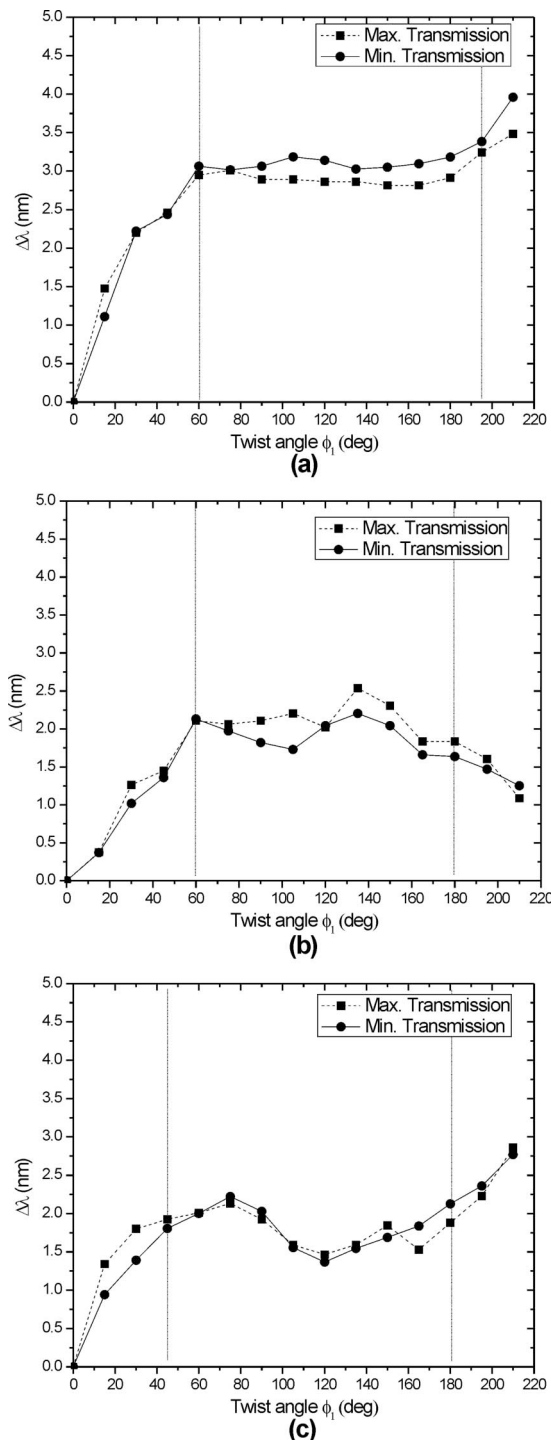 5.0
4.5
4.0
3.5
3.0
2.5
2.0
1.5
1.0
0.5
0.0
Δλ (nm)
Max. Transmission
Min. Transmission
0 20 40 60 80 100 120 140 160 180 200 220
Twist angle ϕ₁ (deg)
(a)
5.0
4.5
4.0
3.5
3.0
2.5
2.0
1.5
1.0
0.5
0.0
Δλ (nm)
Max. Transmission
Min. Transmission
0 20 40 60 80 100 120 140 160 180 200 220
Twist angle ϕ₁ (deg)
(b)
5.0
4.5
4.0
3.5
3.0
2.5
2.0
1.5
1.0
0.5
0.0
Δλ (nm)
Max. Transmission
Min. Transmission
0 20 40 60 80 100 120 140 160 180 200 220
Twist angle ϕ₁ (deg)
(c)